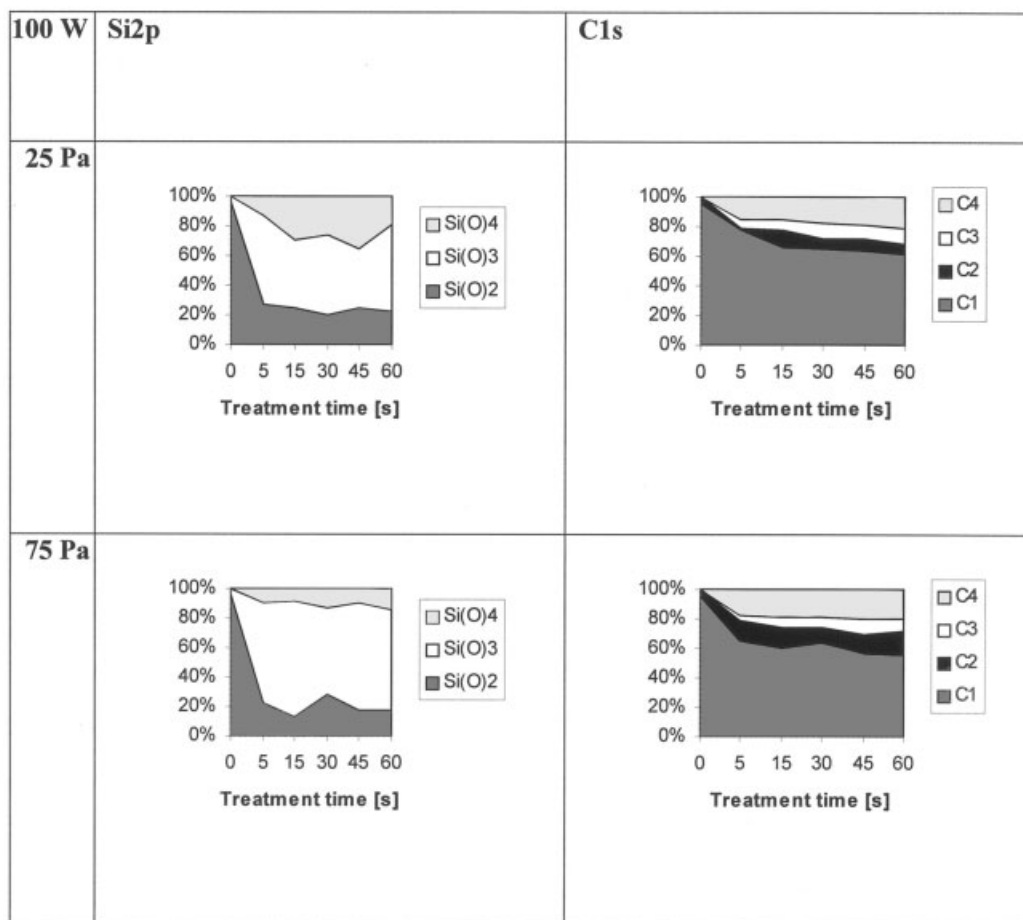 100 W Si2p C1s
25 Pa
100%
80%
60%
40%
20%
0%
0 5 15 30 45 60
Treatment time [s]
Si(O)4
Si(O)3
Si(O)2
100%
80%
60%
40%
20%
0%
0 5 15 30 45 60
Treatment time [s]
C4
C3
C2
C1
75 Pa
100%
80%
60%
40%
20%
0%
0 5 15 30 45 60
Treatment time [s]
Si(O)4
Si(O)3
Si(O)2
100%
80%
60%
40%
20%
0%
0 5 15 30 45 60
Treatment time [s]
C4
C3
C2
C1